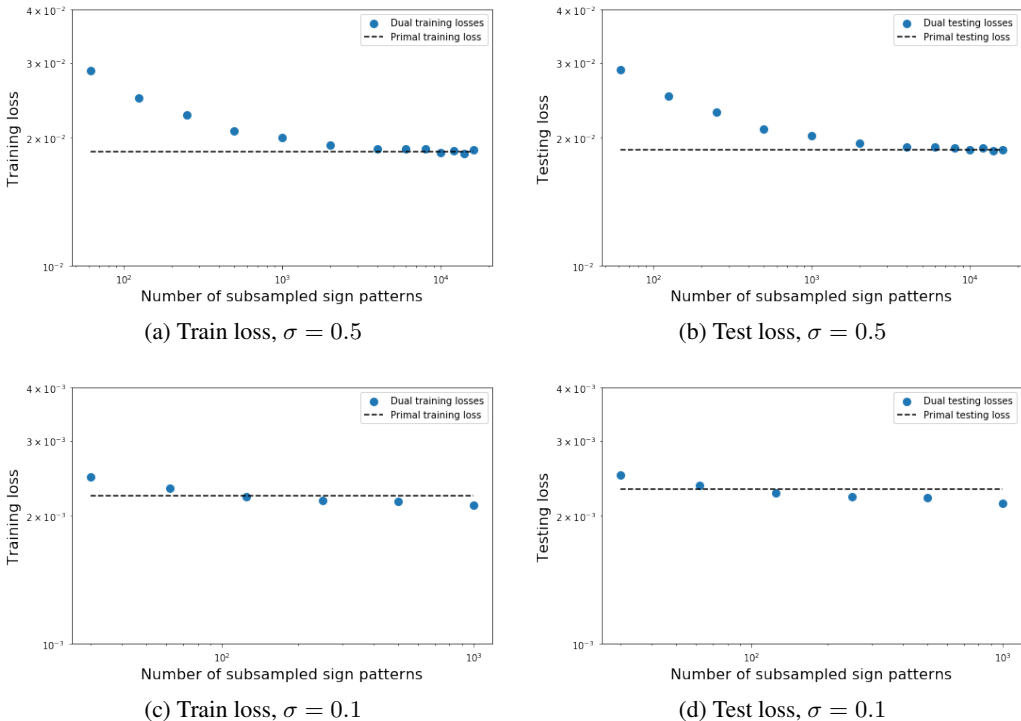 4 × 10⁻²
3 × 10⁻²
2 × 10⁻²
10⁻²
Training loss
Dual training losses
Primal training loss
10² 10³ 10⁴
Number of subsampled sign patterns
(a) Train loss, σ = 0.5
4 × 10⁻²
3 × 10⁻²
2 × 10⁻²
10⁻²
Testing loss
Dual testing losses
Primal testing loss
10² 10³ 10⁴
Number of subsampled sign patterns
(b) Test loss, σ = 0.5
4 × 10⁻³
3 × 10⁻³
2 × 10⁻³
10⁻³
Training loss
Dual training losses
Primal training loss
10² 10³
Number of subsampled sign patterns
(c) Train loss, σ = 0.1
4 × 10⁻³
3 × 10⁻³
2 × 10⁻³
10⁻³
Testing loss
Dual testing losses
Primal testing loss
10² 10³
Number of subsampled sign patterns
(d) Test loss, σ = 0.1